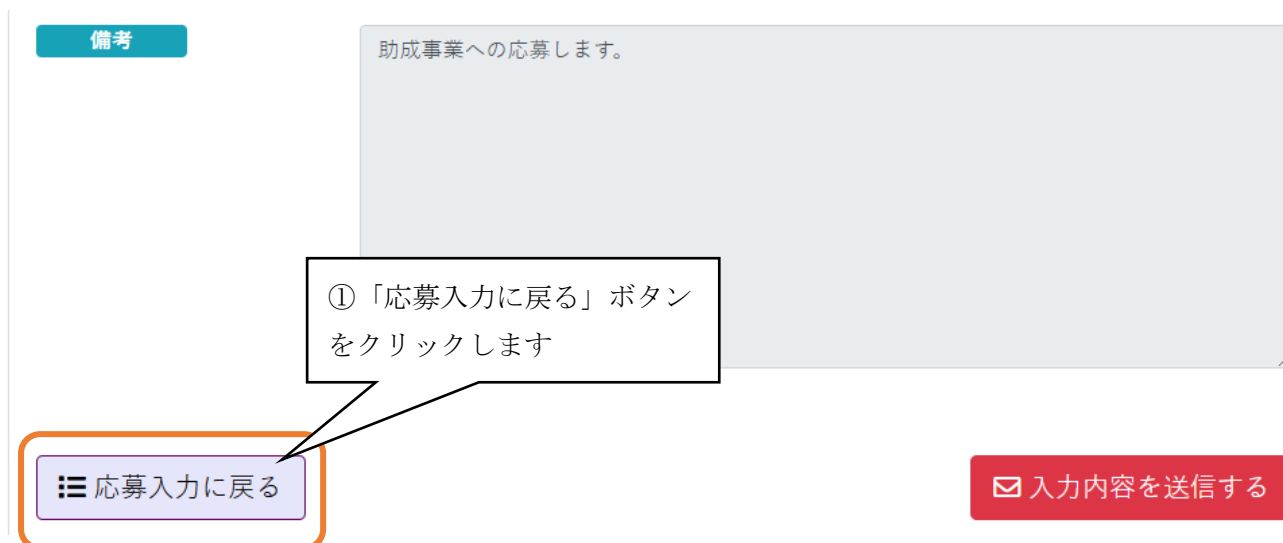 備考
助成事業への応募します。
①「応募入力に戻る」ボタン
をクリックします
応募入力に戻る
入力内容を送信する